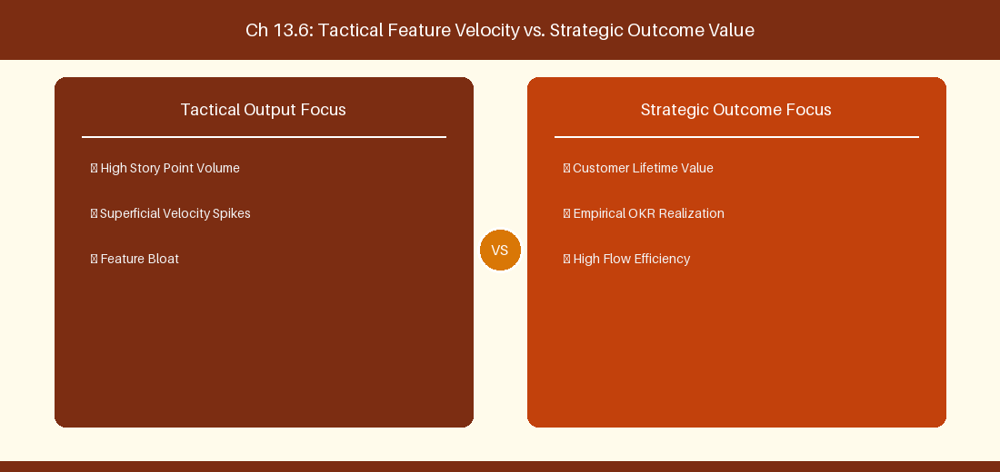 Ch 13.6: Tactical Feature Velocity vs. Strategic Outcome Value
Tactical Output Focus
High Story Point Volume
Superficial Velocity Spikes
Feature Bloat
VS
Strategic Outcome Focus
Customer Lifetime Value
Empirical OKR Realization
High Flow Efficiency